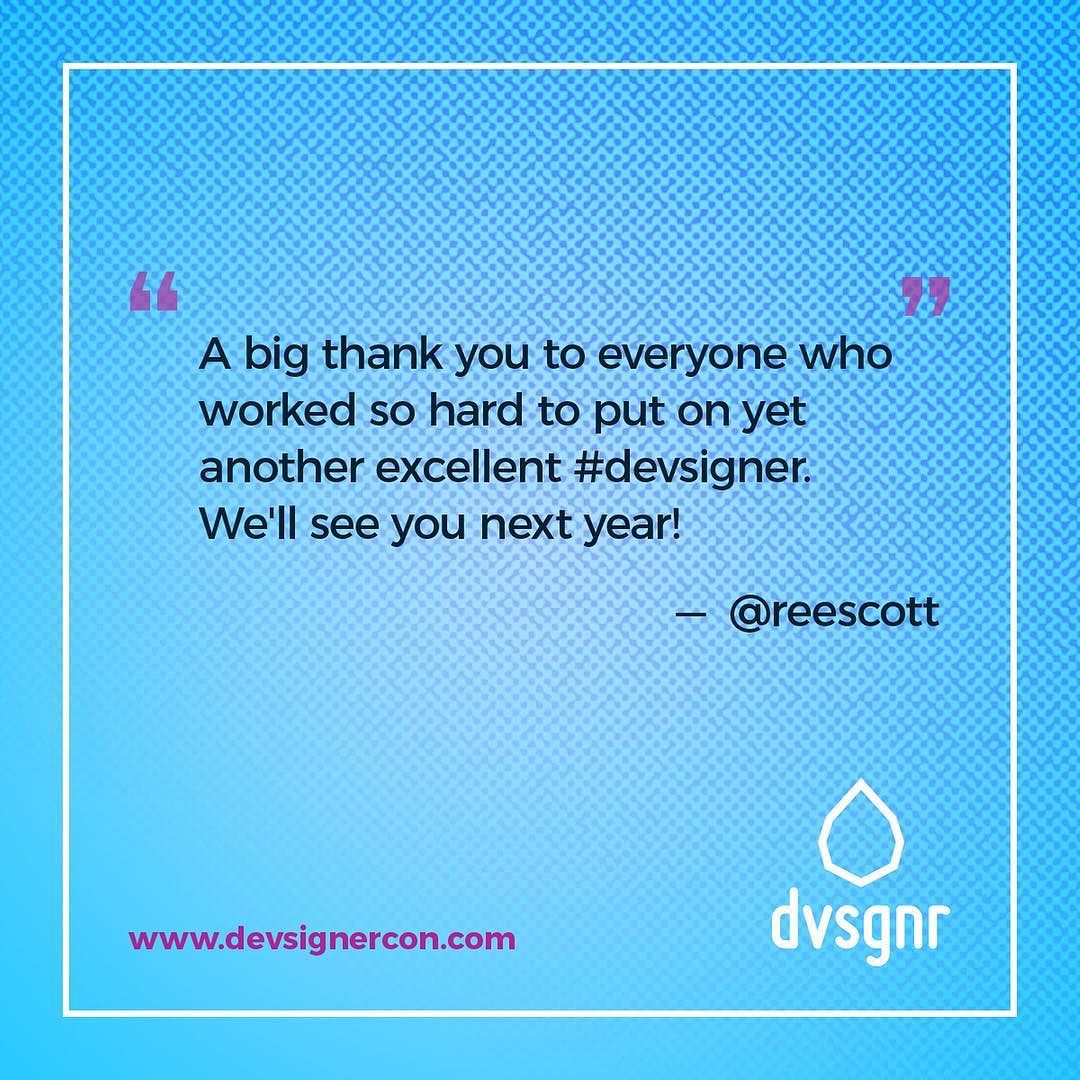 “ ”
A big thank you to everyone who
worked so hard to put on yet
another excellent #devsigner.
We'll see you next year!
— @reescott
www.devsignercon.com
dvsgnr